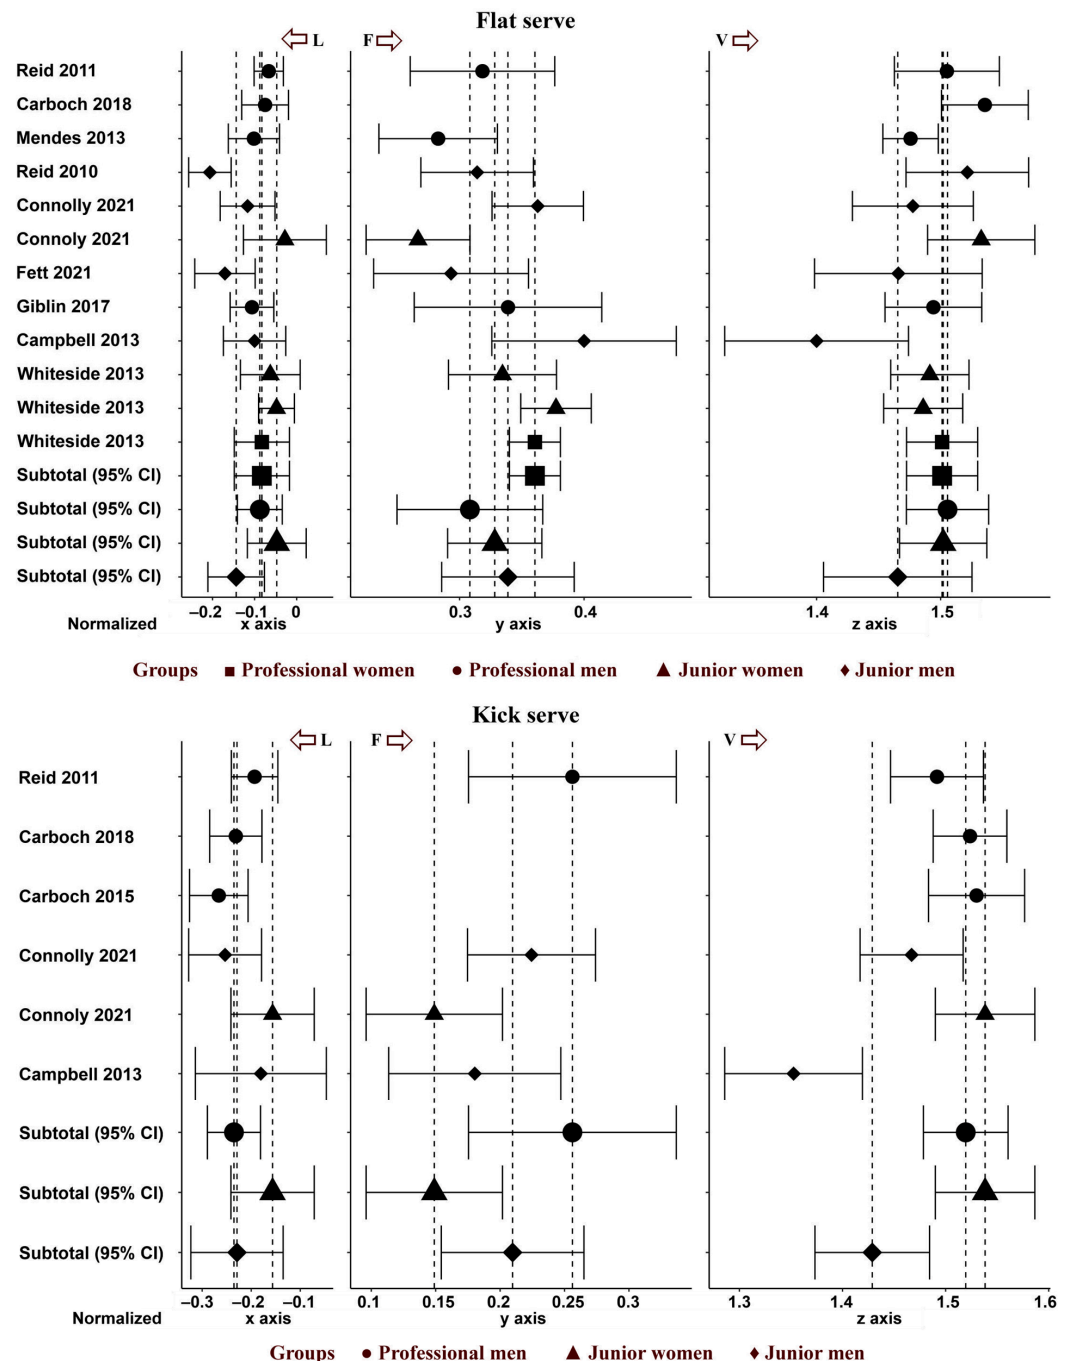 Flat serve
L F V
Reid 2011
Carboch 2018
Mendes 2013
Reid 2010
Connolly 2021
Connoly 2021
Fett 2021
Giblin 2017
Campbell 2013
Whiteside 2013
Whiteside 2013
Whiteside 2013
Subtotal (95% CI)
Subtotal (95% CI)
Subtotal (95% CI)
Subtotal (95% CI)
–0.2 –0.1 0 0.3 0.4 1.4 1.5
Normalized x axis y axis z axis
Groups Professional women Professional men Junior women Junior men
Kick serve
L F V
Reid 2011
Carboch 2018
Carboch 2015
Connolly 2021
Connoly 2021
Campbell 2013
Subtotal (95% CI)
Subtotal (95% CI)
Subtotal (95% CI)
–0.3 –0.2 –0.1 0.1 0.15 0.2 0.25 0.3 1.3 1.4 1.5 1.6
Normalized x axis y axis z axis
Groups Professional men Junior women Junior men